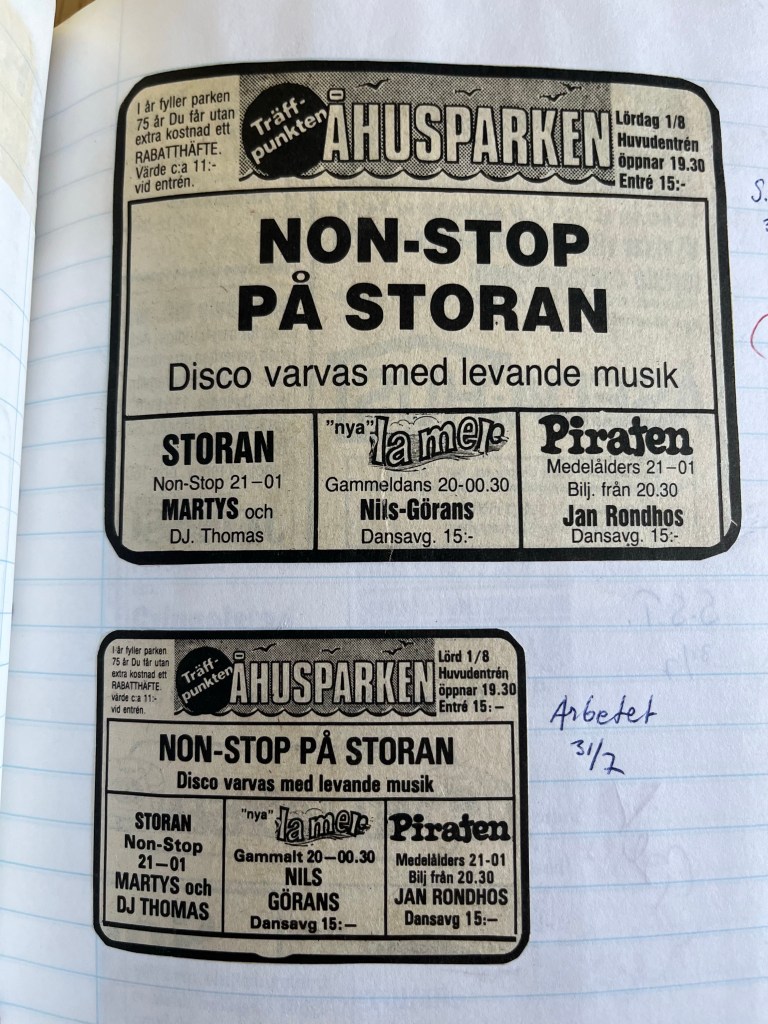 I år fyller parken
75 år Du får utan
extra kostnad ett
RABATTHÄFTE.
Värde c:a 11:-
vid entrén.
Träff-
punkten
ÅHUSPARKEN
Lördag 1/8
Huvudentrén
öppnar 19.30
Entré 15:-
NON-STOP
PÅ STORAN
Disco varvas med levande musik
STORAN
Non-Stop 21–01
MARTYS och
DJ. Thomas
"nya" la mer
Gammeldans 20-00.30
Nils-Görans
Dansavg. 15:-
Piraten
Medelålders 21–01
Bilj. från 20.30
Jan Rondhos
Dansavg. 15:-
S.
I år fyller parken
75 år Du får utan
extra kostnad ett
RABATTHÄFTE.
värde c:a 11:-
vid entrén.
Träff-
punkten
ÅHUSPARKEN
Lörd 1/8
Huvudentrén
öppnar 19.30
Entré 15:–
NON-STOP PÅ STORAN
Disco varvas med levande musik
STORAN
Non-Stop
21–01
MARTYS och
DJ THOMAS
"nya" la mer
Gammalt 20–00.30
NILS
GÖRANS
Dansavg 15:–
Piraten
Medelålders 21-01
Bilj från 20.30
JAN RONDHOS
Dansavg 15:–
Arbetet
31/7